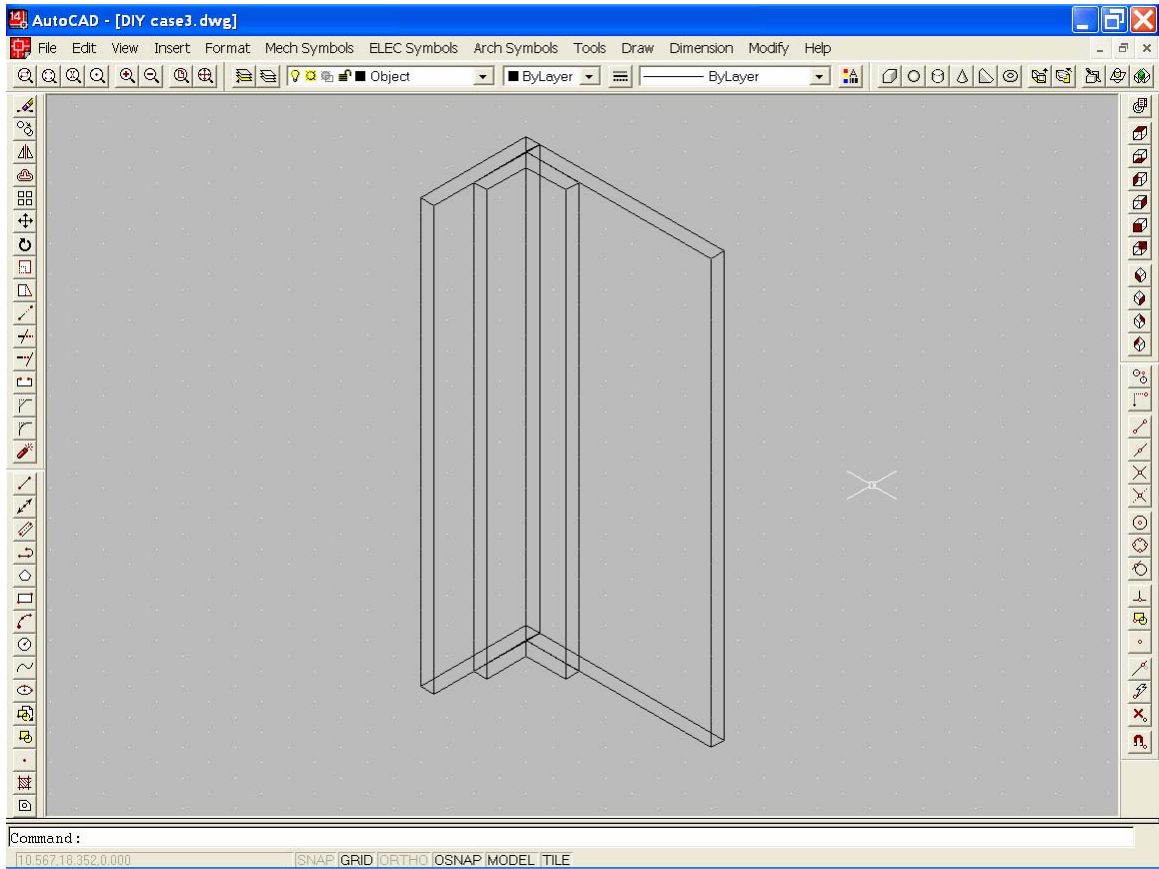 14 AutoCAD - [DIY case3.dwg]
File Edit View Insert Format Mech Symbols ELEC Symbols Arch Symbols Tools Draw Dimension Modify Help
Object ByLayer ByLayer
Command:
10.567,18.352,0.000 SNAP GRID ORTHO OSNAP MODEL TILE